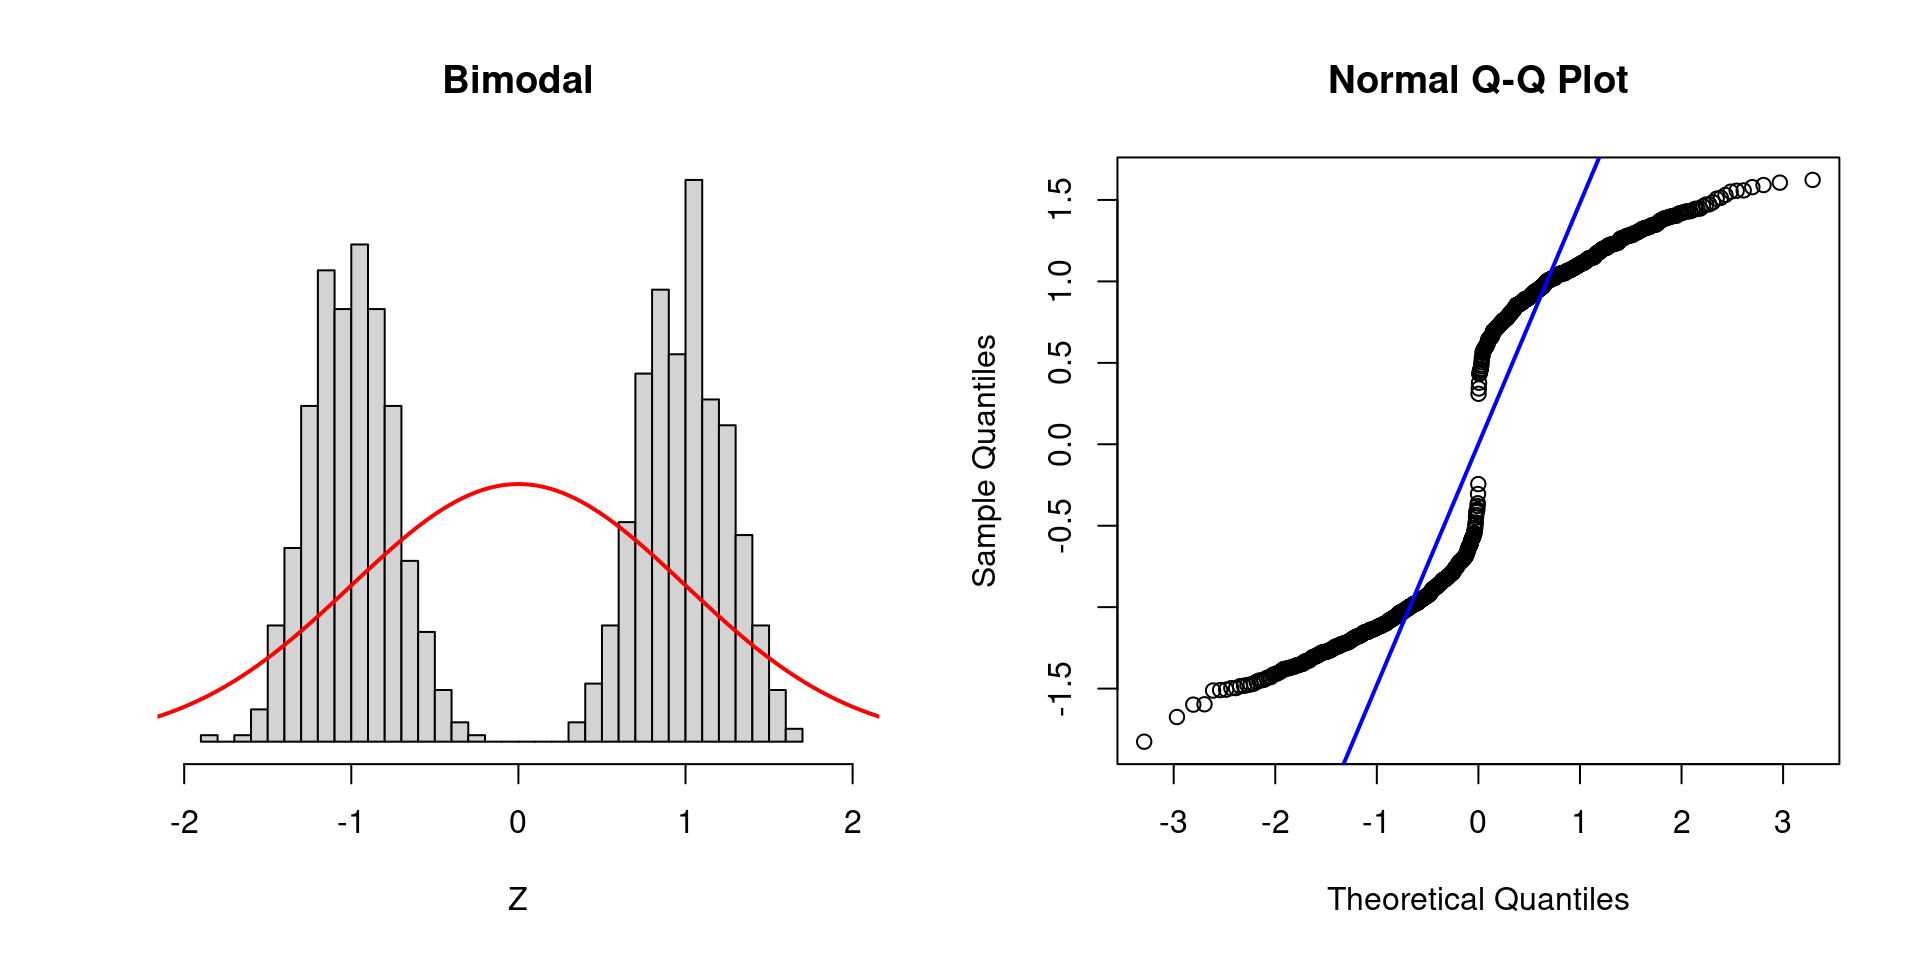 Bimodal
-2 -1 0 1 2
Z
Normal Q-Q Plot
Sample Quantiles
1.5
1.0
0.5
0.0
-0.5
-1.5
-3 -2 -1 0 1 2 3
Theoretical Quantiles